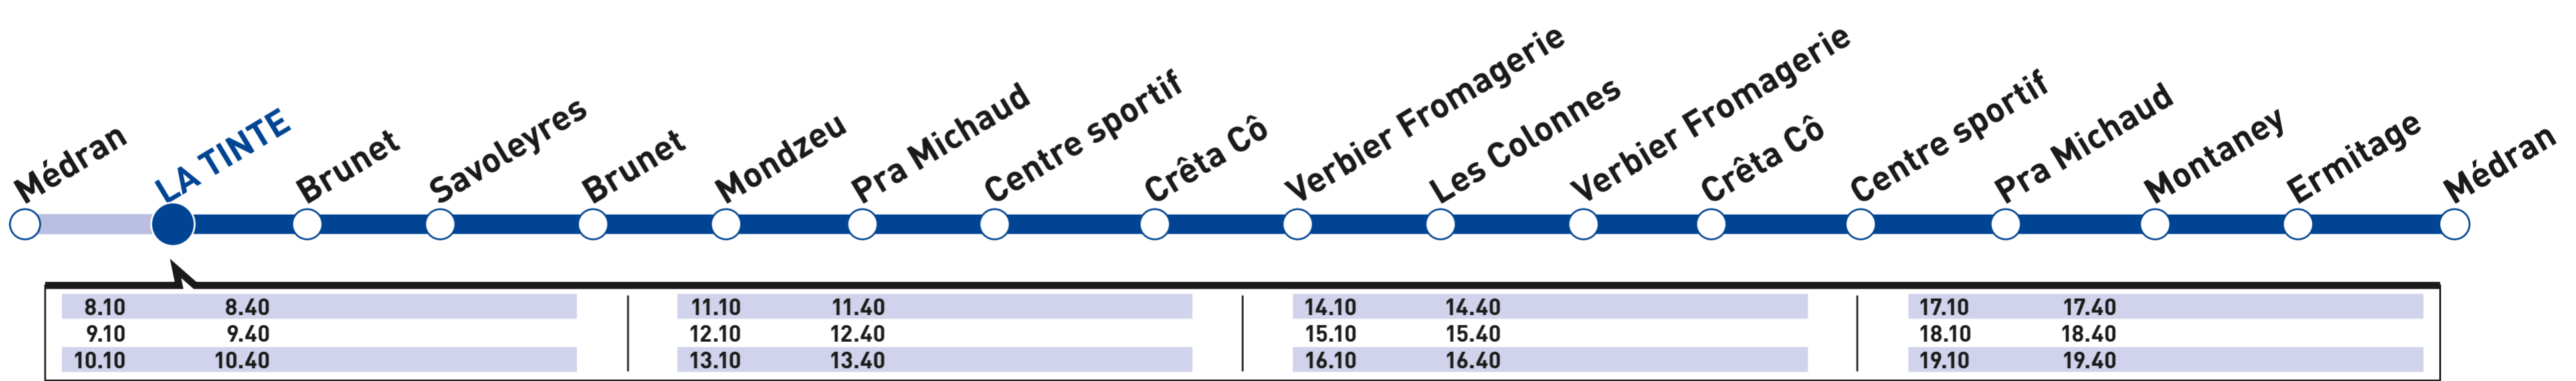 Médran
LA TINTE
Brunet
Savoleyres
Brunet
Mondzeu
Pra Michaud
Centre sportif
Crêta Cô
Verbier Fromagerie
Les Colonnes
Verbier Fromagerie
Crêta Cô
Centre sportif
Pra Michaud
Montaney
Ermitage
Médran
8.10 8.40
9.10 9.40
10.10 10.40
11.10 11.40
12.10 12.40
13.10 13.40
14.10 14.40
15.10 15.40
16.10 16.40
17.10 17.40
18.10 18.40
19.10 19.40